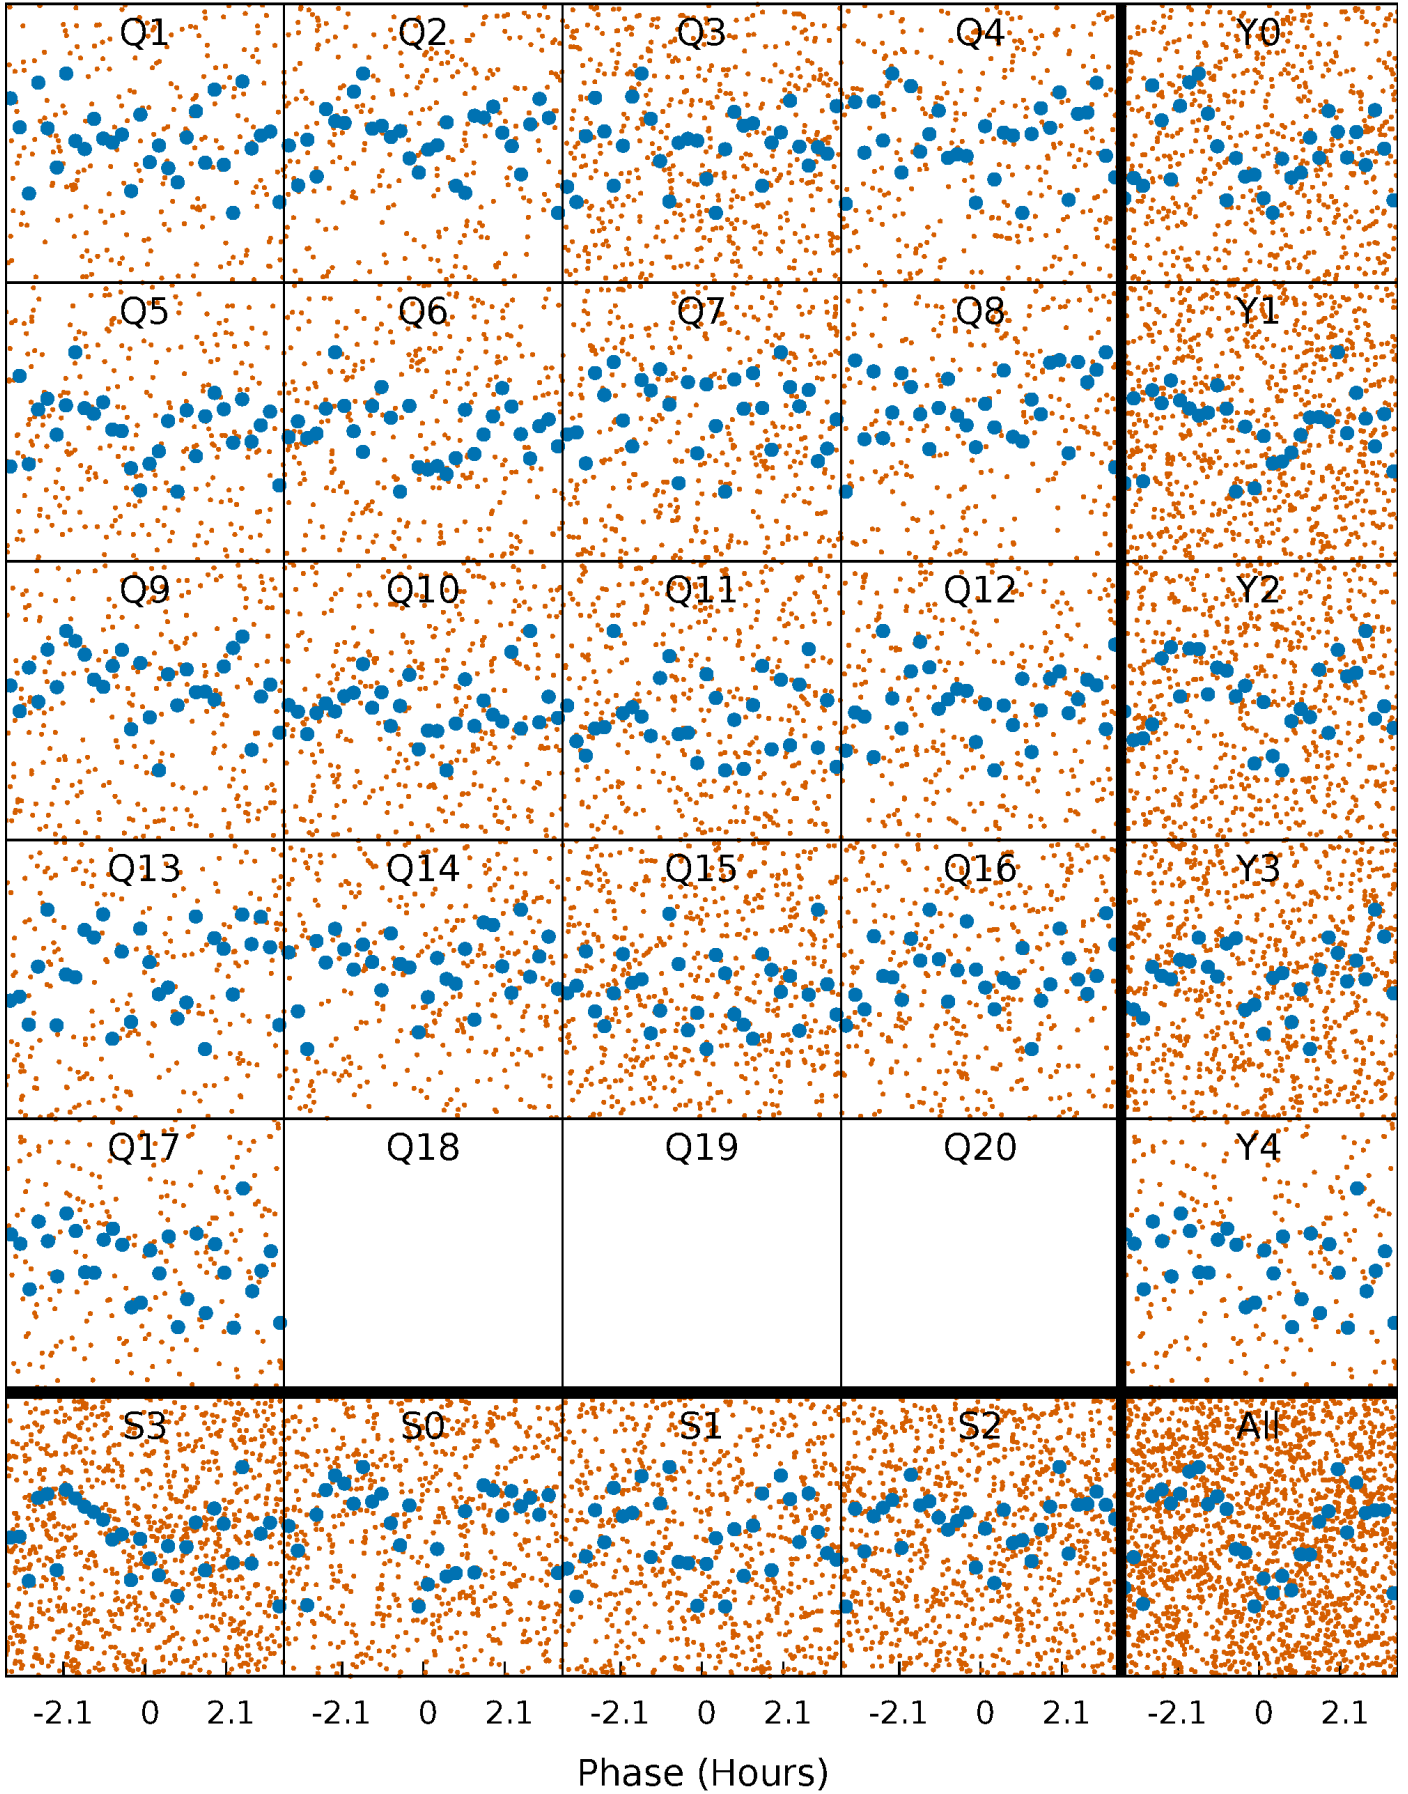 Q1 Q2 Q3 Q4 Y0
Q5 Q6 Q7 Q8 Y1
Q9 Q10 Q11 Q12 Y2
Q13 Q14 Q15 Q16 Y3
Q17 Q18 Q19 Q20 Y4
S3 S0 S1 S2 All
-2.1 0 2.1 -2.1 0 2.1 -2.1 0 2.1 -2.1 0 2.1 -2.1 0 2.1
Phase (Hours)